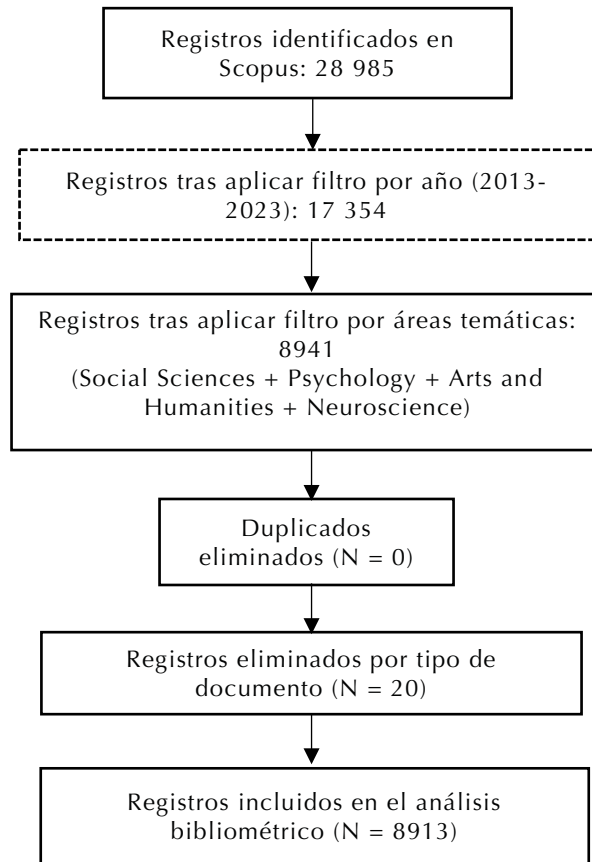 Registros identificados en
Scopus: 28 985
Registros tras aplicar filtro por año (2013-
2023): 17 354
Registros tras aplicar filtro por áreas temáticas:
8941
(Social Sciences + Psychology + Arts and
Humanities + Neuroscience)
Duplicados
eliminados (N = 0)
Registros eliminados por tipo de
documento (N = 20)
Registros incluidos en el análisis
bibliométrico (N = 8913)